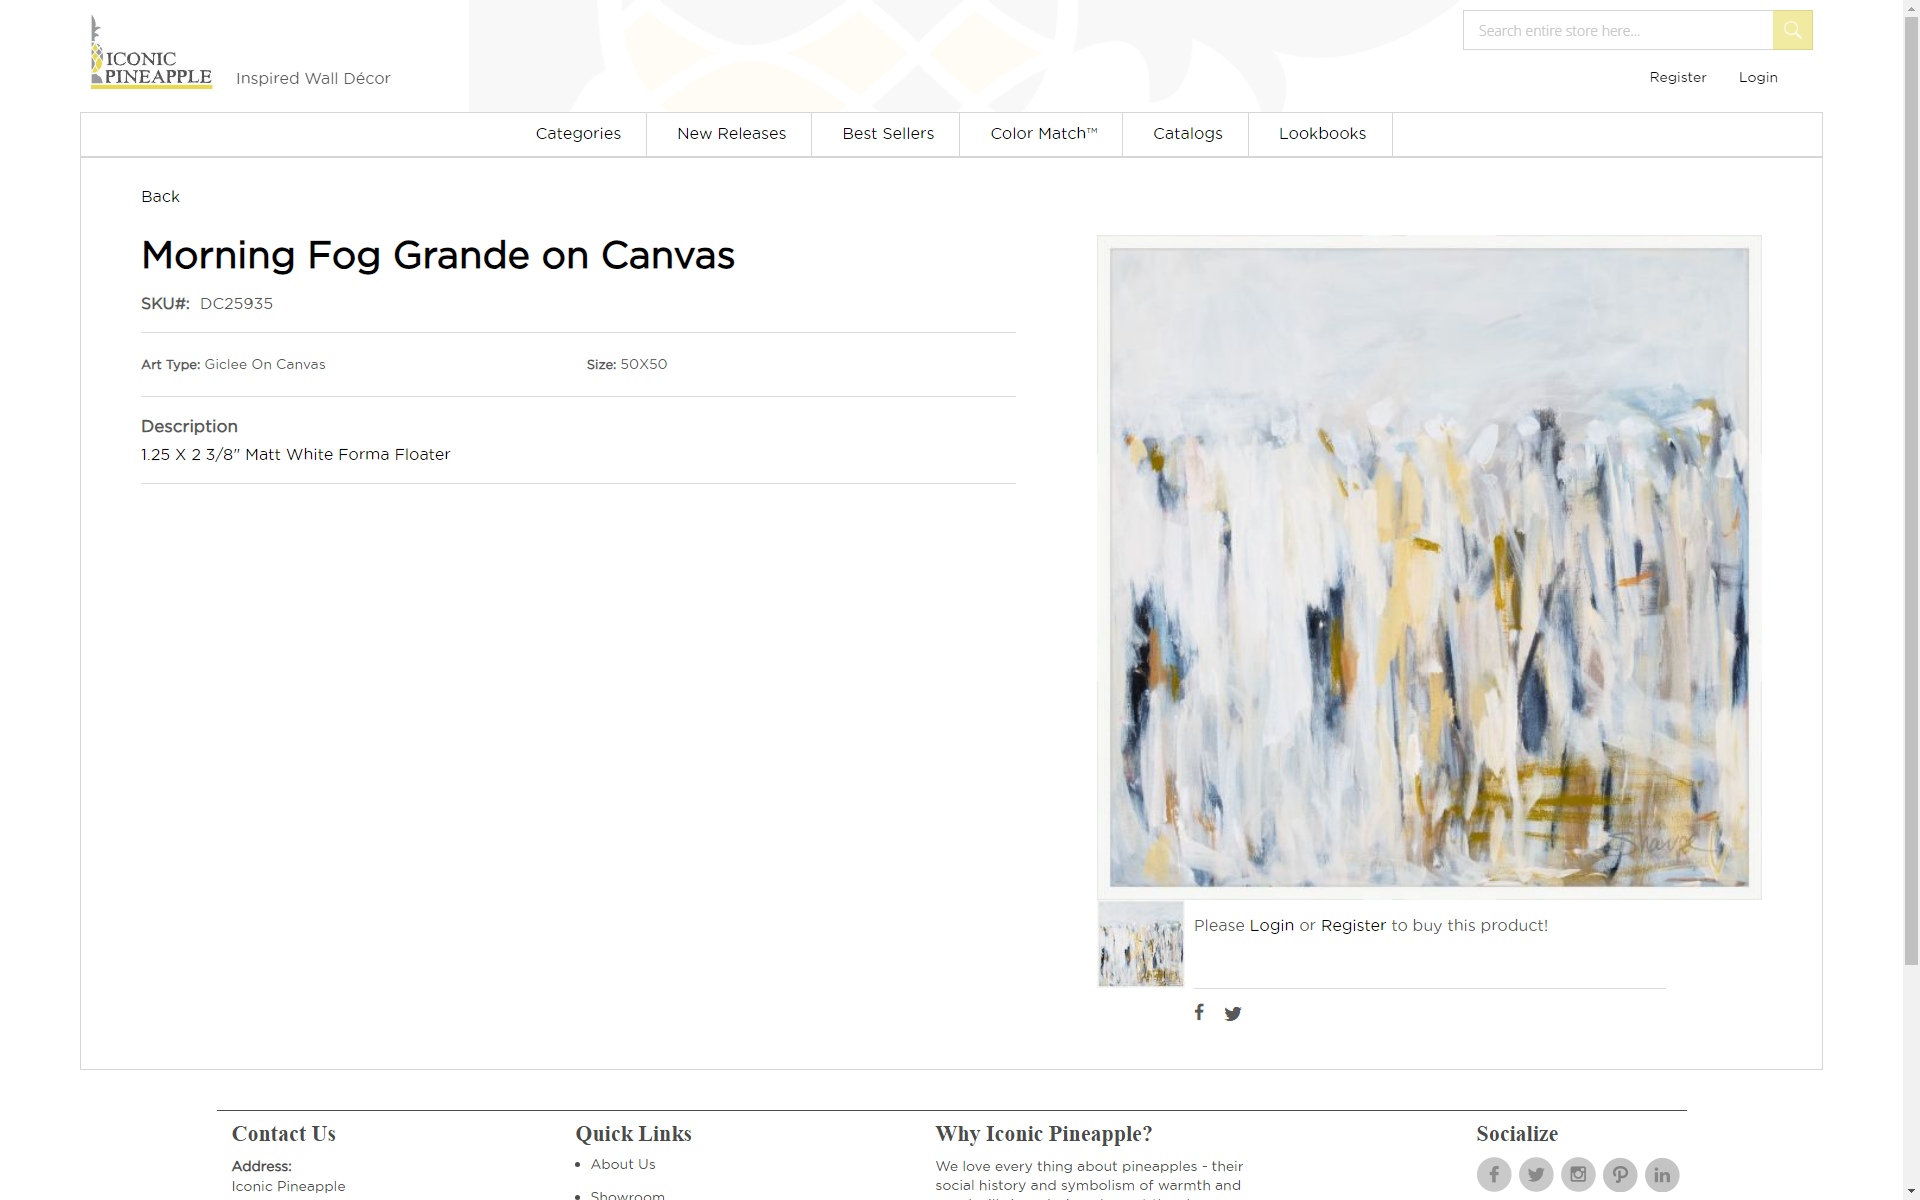 ICONIC
PINEAPPLE
Inspired Wall Décor
Search entire store here...
Register
Login
Categories
New Releases
Best Sellers
Color Match™
Catalogs
Lookbooks
Back
Morning Fog Grande on Canvas
SKU#: DC25935
Art Type: Giclee On Canvas
Size: 50X50
Description
1.25 X 2 3/8" Matt White Forma Floater
Sharpe
Please Login or Register to buy this product!
Contact Us
Address:
Iconic Pineapple
Quick Links
About Us
Showroom
Why Iconic Pineapple?
We love every thing about pineapples - their
social history and symbolism of warmth and
Socialize